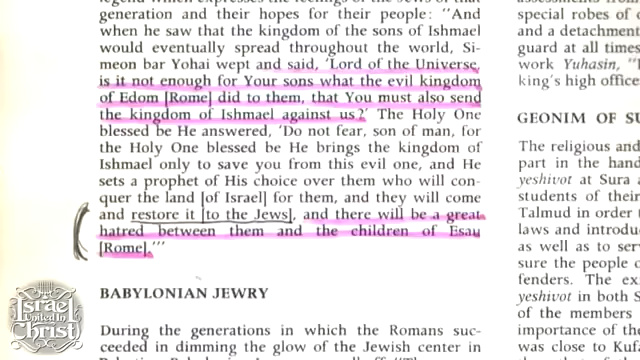 legend which expresses the feelings of the Jews of that
generation and their hopes for their people: "And
when he saw that the kingdom of the sons of Ishmael
would eventually spread throughout the world, Si-
meon bar Yohai wept and said, 'Lord of the Universe,
is it not enough for Your sons what the evil kingdom
of Edom [Rome] did to them, that You must also send
the kingdom of Ishmael against us?' The Holy One
blessed be He answered, 'Do not fear, son of man, for
the Holy One blessed be He brings the kingdom of
Ishmael only to save you from this evil one, and He
sets a prophet of His choice over them who will con-
quer the land [of Israel] for them, and they will come
and restore it [to the Jews], and there will be a great
hatred between them and the children of Esau
[Rome].'"
BABYLONIAN JEWRY
During the generations in which the Romans suc-
ceeded in dimming the glow of the Jewish center in
special robes of
and a detachment
guard at all times
work Yuhasin, "
king's high office
GEONIM OF SU
The religious and
part in the hand
yeshivot at Sura a
students of their
Talmud in order t
laws and introdu
as well as to serv
sure the people o
fenders. The exi
yeshivot in both S
of the members
importance of the
was close to Kuf
Israel
United In
Christ